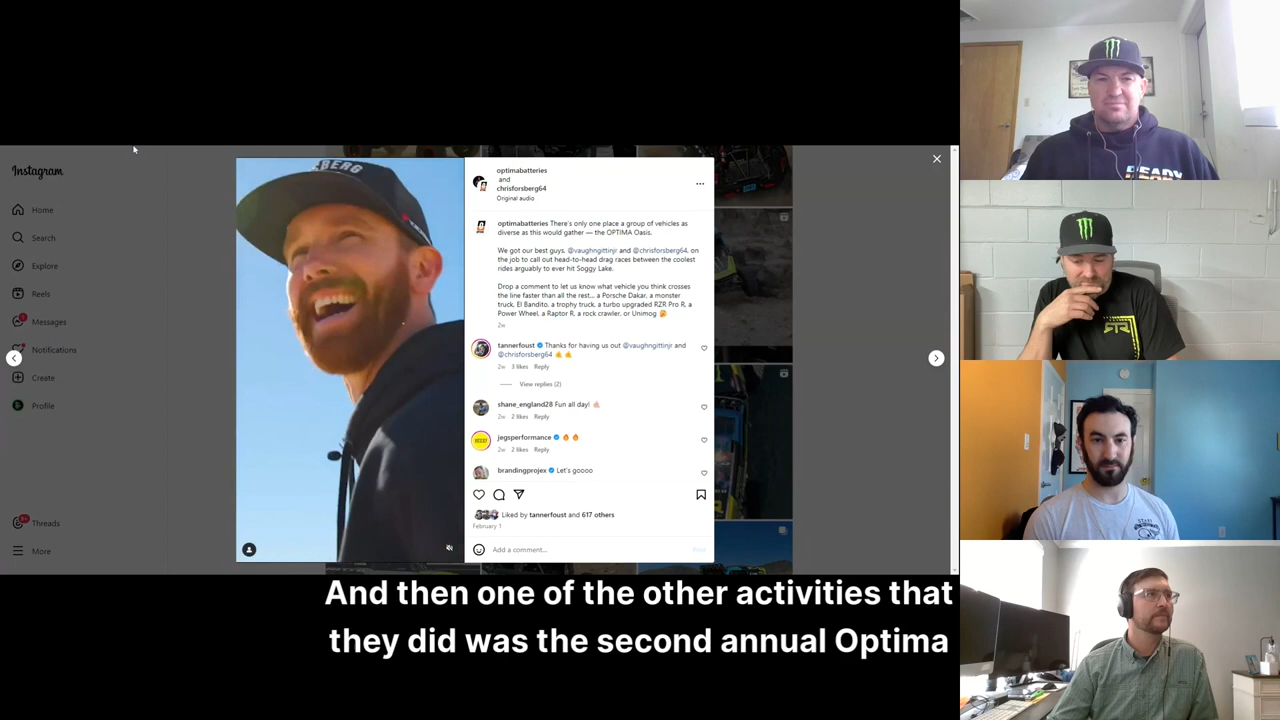 Instagram
Home
Search
Explore
Reels
Messages
Notifications
Create
Profile
Threads
More
BERG
optimabatteries
and
chrisforsberg64
Original audio
optimabatteries There's only one place a group of vehicles as
diverse as this would gather — the OPTIMA Oasis.
We got our best guys, @vaughngittinjr and @chrisforsberg64, on
the job to call out head-to-head drag races between the coolest
rides arguably to ever hit Soggy Lake.
Drop a comment to let us know what vehicle you think crosses
the line faster than all the rest... a Porsche Dakar, a monster
truck, El Bandito, a trophy truck, a turbo upgraded RZR Pro R, a
Power Wheel, a Raptor R, a rock crawler, or Unimog
2w
tannerfoust Thanks for having us out @vaughngittinjr and
@chrisforsberg64
2w 3 likes Reply
View replies (2)
shane_england28 Fun all day!
2w 2 likes Reply
jegsperformance
2w 2 likes Reply
brandingprojex Let's goooo
Liked by tannerfoust and 617 others
February 1
Add a comment...
Post
And then one of the other activities that
they did was the second annual Optima
READY